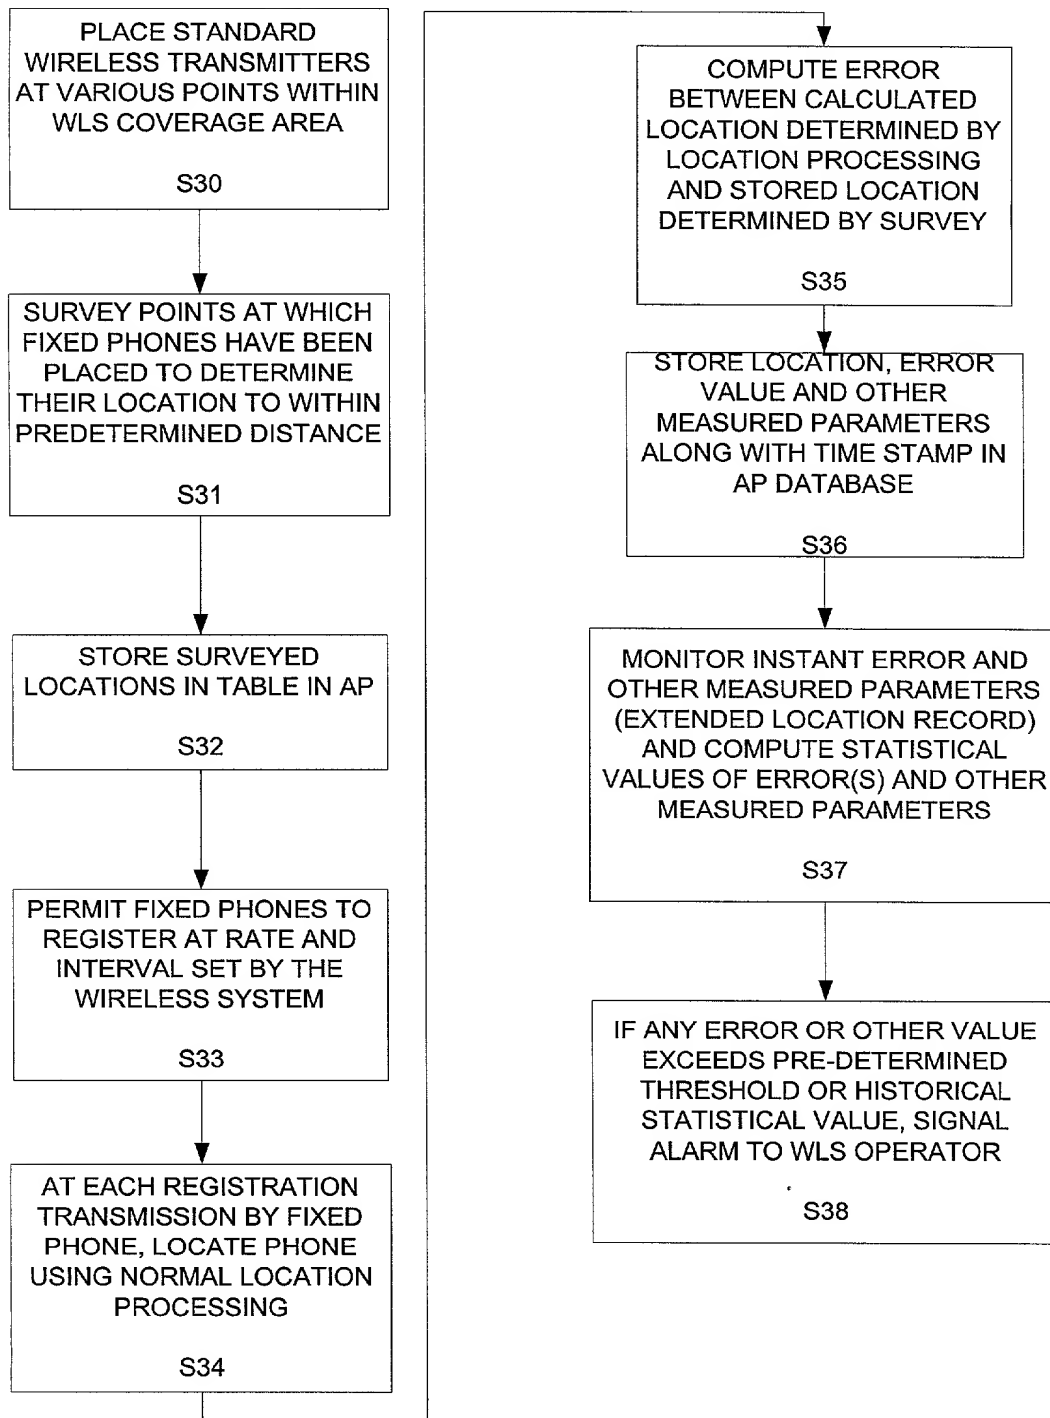 PLACE STANDARD
WIRELESS TRANSMITTERS
AT VARIOUS POINTS WITHIN
WLS COVERAGE AREA
S30
SURVEY POINTS AT WHICH
FIXED PHONES HAVE BEEN
PLACED TO DETERMINE
THEIR LOCATION TO WITHIN
PREDETERMINED DISTANCE
S31
STORE SURVEYED
LOCATIONS IN TABLE IN AP
S32
PERMIT FIXED PHONES TO
REGISTER AT RATE AND
INTERVAL SET BY THE
WIRELESS SYSTEM
S33
AT EACH REGISTRATION
TRANSMISSION BY FIXED
PHONE, LOCATE PHONE
USING NORMAL LOCATION
PROCESSING
S34
COMPUTE ERROR
BETWEEN CALCULATED
LOCATION DETERMINED BY
LOCATION PROCESSING
AND STORED LOCATION
DETERMINED BY SURVEY
S35
STORE LOCATION, ERROR
VALUE AND OTHER
MEASURED PARAMETERS
ALONG WITH TIME STAMP IN
AP DATABASE
S36
MONITOR INSTANT ERROR AND
OTHER MEASURED PARAMETERS
(EXTENDED LOCATION RECORD)
AND COMPUTE STATISTICAL
VALUES OF ERROR(S) AND OTHER
MEASURED PARAMETERS
S37
IF ANY ERROR OR OTHER VALUE
EXCEEDS PRE-DETERMINED
THRESHOLD OR HISTORICAL
STATISTICAL VALUE, SIGNAL
ALARM TO WLS OPERATOR
S38